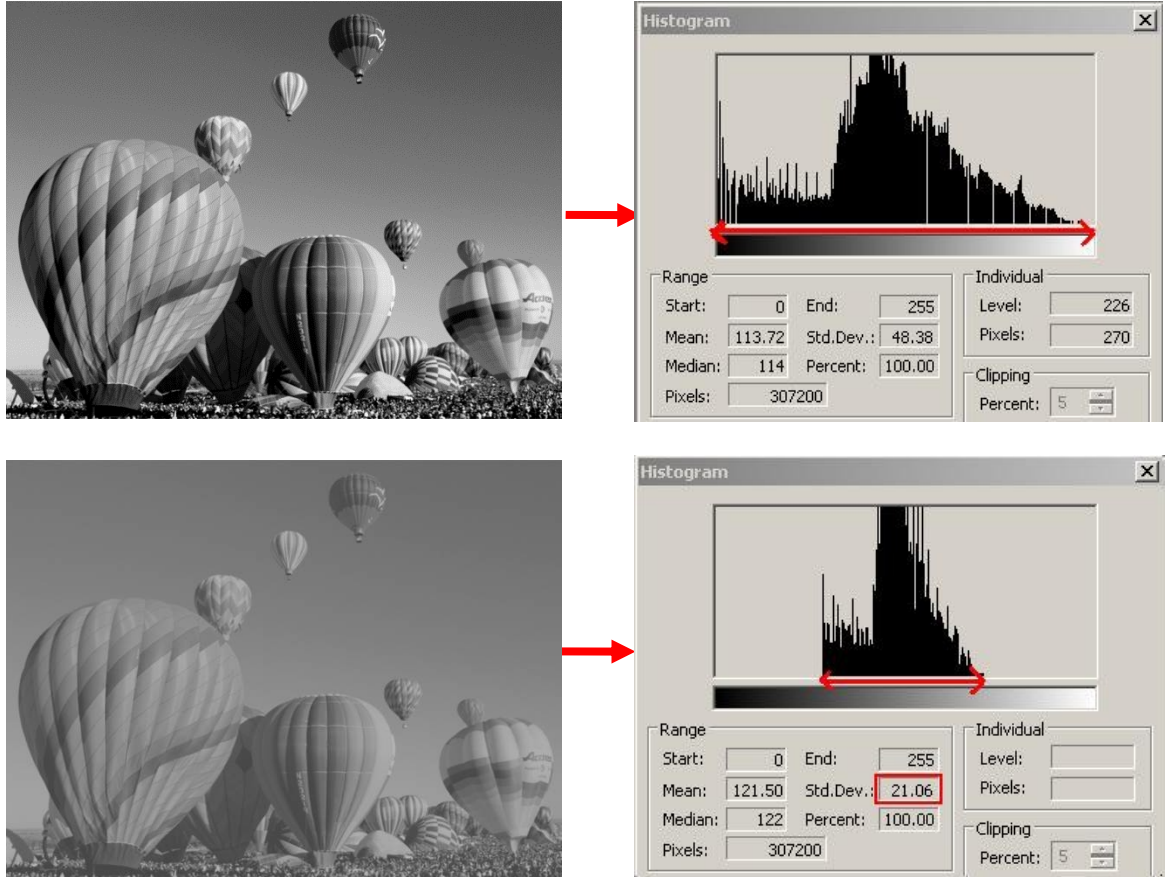 Histogram
Range
Start: 0 End: 255
Mean: 113.72 Std.Dev.: 48.38
Median: 114 Percent: 100.00
Pixels: 307200
Individual
Level: 226
Pixels: 270
Clipping
Percent: 5
Histogram
Range
Start: 0 End: 255
Mean: 121.50 Std.Dev.: 21.06
Median: 122 Percent: 100.00
Pixels: 307200
Individual
Level:
Pixels:
Clipping
Percent: 5